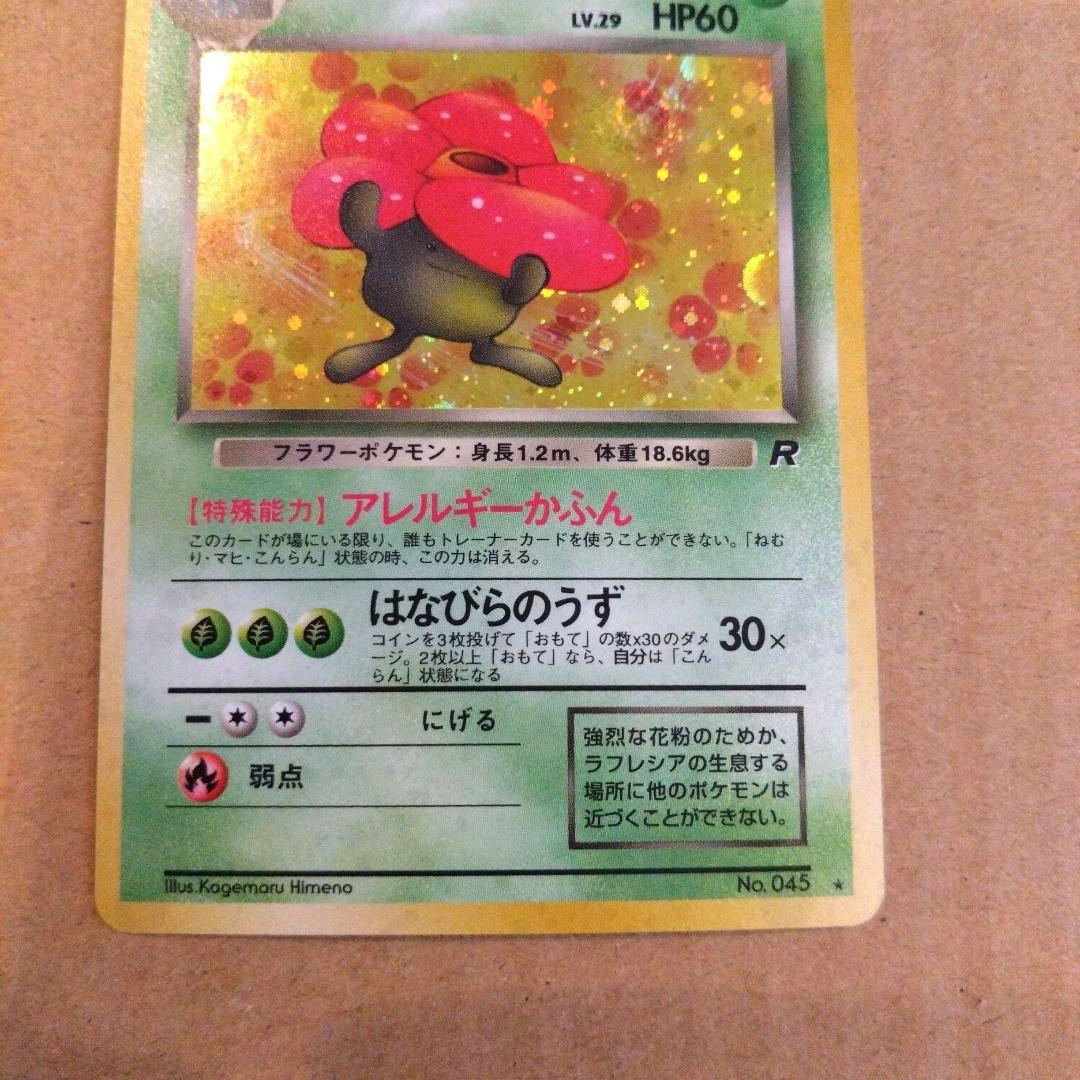 LV.29 HP60
フラワーポケモン：身長1.2m、体重18.6kg
R
【特殊能力】アレルギーかふん
このカードが場にいる限り、誰もトレーナーカードを使うことができない。「ねむ
り・マヒ・こんらん」状態の時、この力は消える。
はなびらのうず
コインを3枚投げて「おもて」の数x30のダメ
ージ。2枚以上「おもて」なら、自分は「こん
らん」状態になる
30×
ー にげる
弱点
強烈な花粉のためか、
ラフレシアの生息する
場所に他のポケモンは
近づくことができない。
Illus.Kagemaru Himeno
No. 045 ★